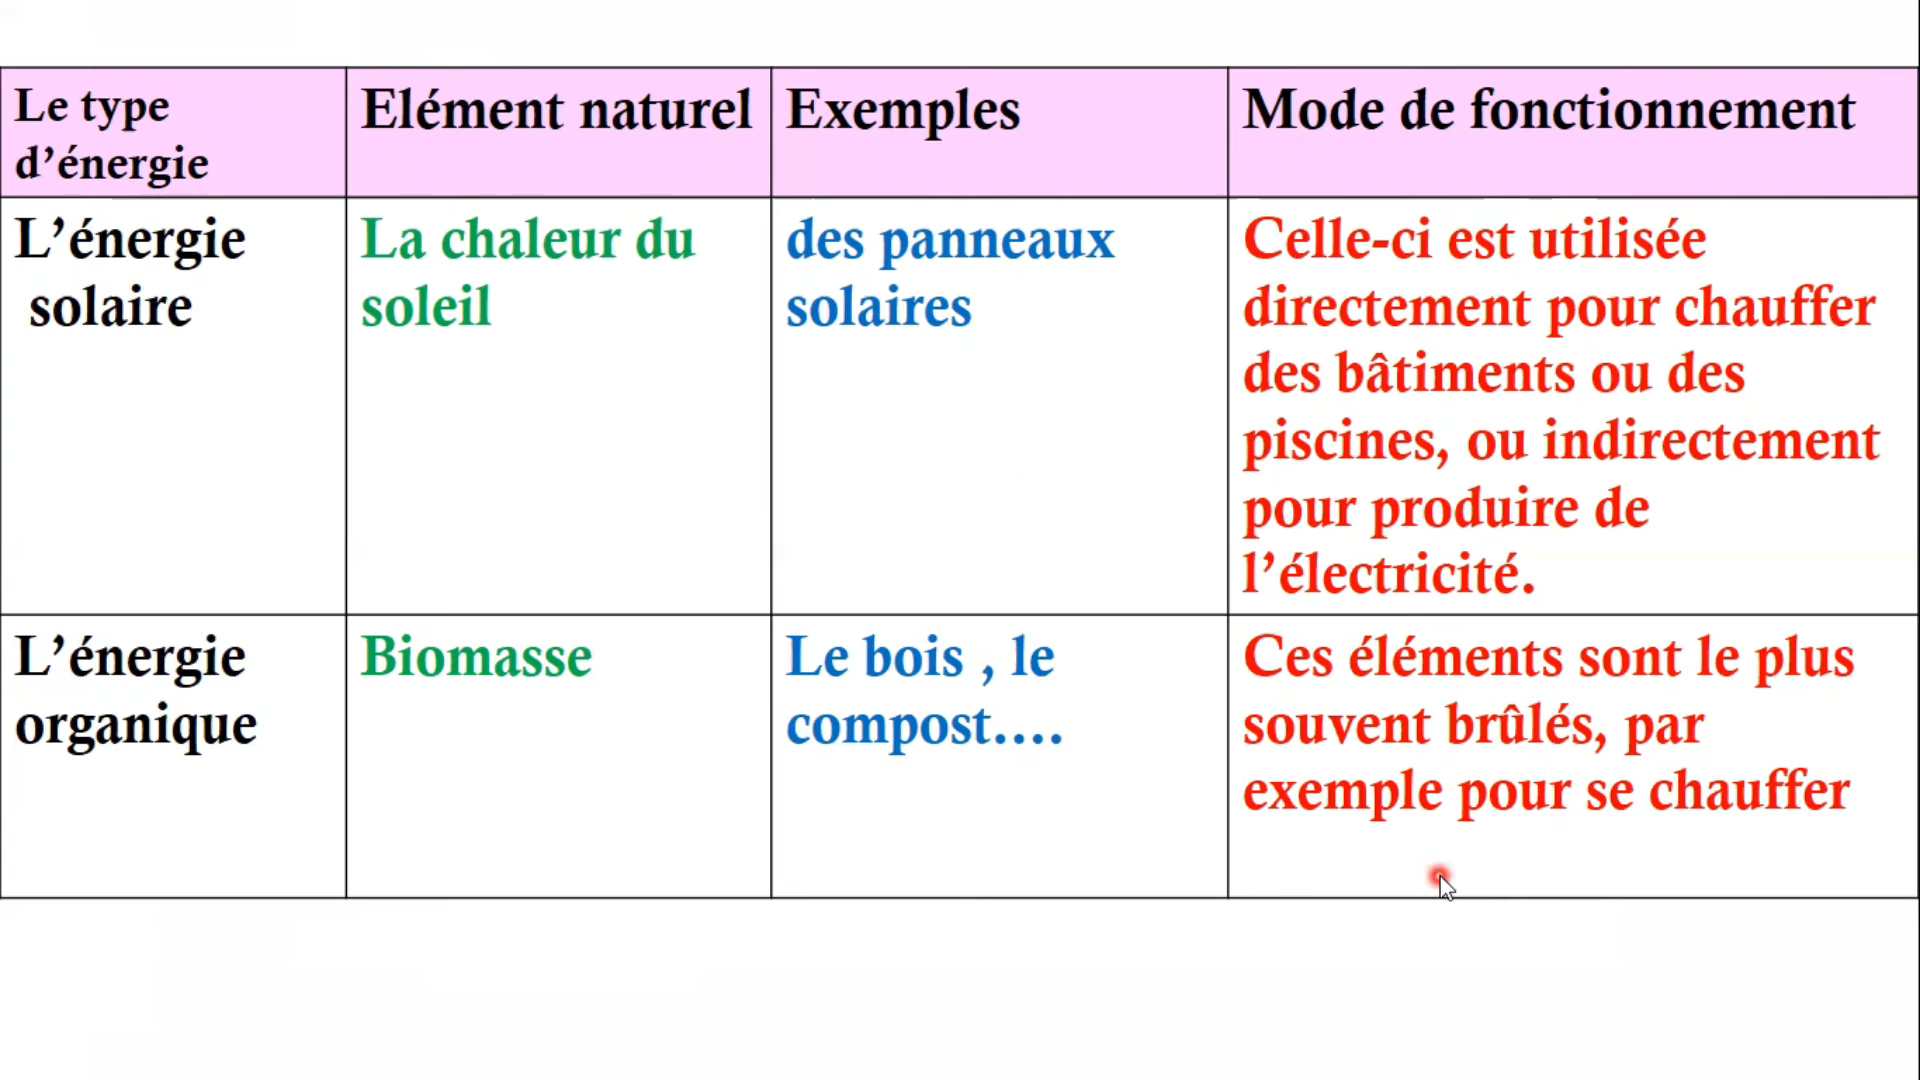 Le type
d’énergie
Elément naturel
Exemples
Mode de fonctionnement
L’énergie
solaire
La chaleur du
soleil
des panneaux
solaires
Celle-ci est utilisée
directement pour chauffer
des bâtiments ou des
piscines, ou indirectement
pour produire de
l’électricité.
L’énergie
organique
Biomasse
Le bois , le
compost....
Ces éléments sont le plus
souvent brûlés, par
exemple pour se chauffer